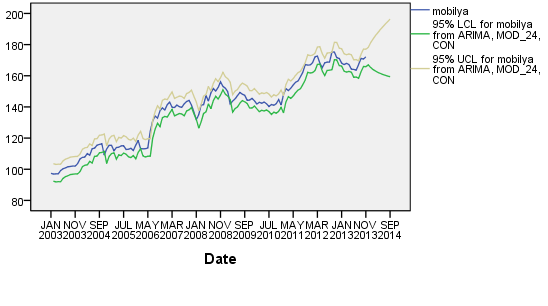 200
180
160
140
120
100
80
JAN NOV SEP JUL MAY MAR JAN NOV SEP JUL MAY MAR JAN NOV SEP
2003 2003 2004 2005 2006 2007 2008 2008 2009 2010 2011 2012 2013 2013 2014
Date
mobilya
95% LCL for mobilya
from ARIMA, MOD_24,
CON
95% UCL for mobilya
from ARIMA, MOD_24,
CON